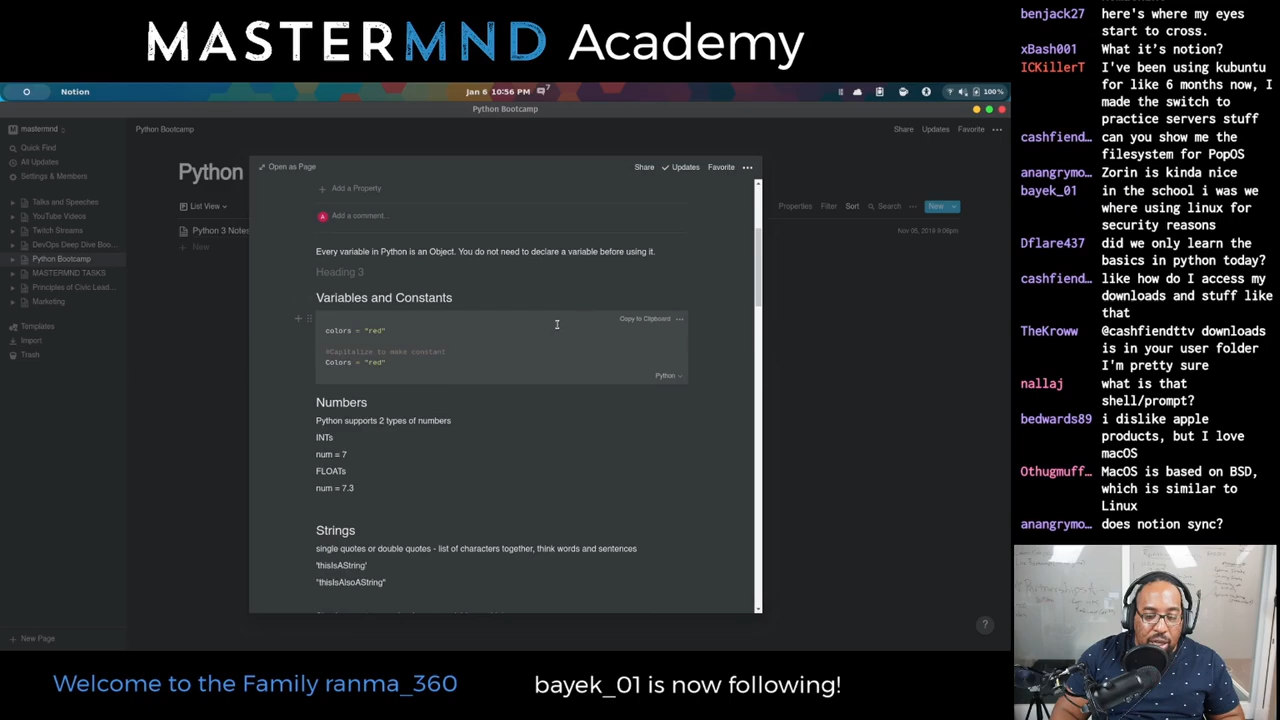 MASTERMND Academy
Notion
Jan 6 10:56 PM
7
100%
Python Bootcamp
mastermnd
Quick Find
All Updates
Settings & Members
Talks and Speeches
YouTube Videos
Twitch Streams
DevOps Deep Dive Boo...
Python Bootcamp
MASTERMND TASKS
Principles of Civic Lead...
Marketing
Templates
Import
Trash
New Page
Python Bootcamp
Share Updates Favorite
Python
List View
Properties Filter Sort Search New
Python 3 Notes
Nov 05, 2019 9:06pm
New
Open as Page
Share Updates Favorite
Add a Property
Add a comment...
Every variable in Python is an Object. You do not need to declare a variable before using it.
Heading 3
Variables and Constants
Copy to Clipboard
colors = "red"
#Capitalize to make constant
Colors = "red"
Python
Numbers
Python supports 2 types of numbers
INTs
num = 7
FLOATs
num = 7.3
Strings
single quotes or double quotes - list of characters together, think words and sentences
'thisIsAString'
"thisIsAlsoAString"
?
benjack27 here's where my eyes
start to cross.
xBash001 What it's notion?
ICKillerT I've been using kubuntu
for like 6 months now, I
made the switch to
practice servers stuff
cashfiend… can you show me the
filesystem for PopOS
anangrymo… Zorin is kinda nice
bayek_01 in the school i was we
where using linux for
security reasons
Dflare437 did we only learn the
basics in python today?
cashfiend… like how do I access my
downloads and stuff like
that
TheKroww @cashfiendttv downloads
is in your user folder
I'm pretty sure
nallaj what is that
shell/prompt?
bedwards89 i dislike apple
products, but I love
macOS
Othugmuff… MacOS is based on BSD,
which is similar to
Linux
anangrymo… does notion sync?
Welcome to the Family ranma_360
bayek_01 is now following!